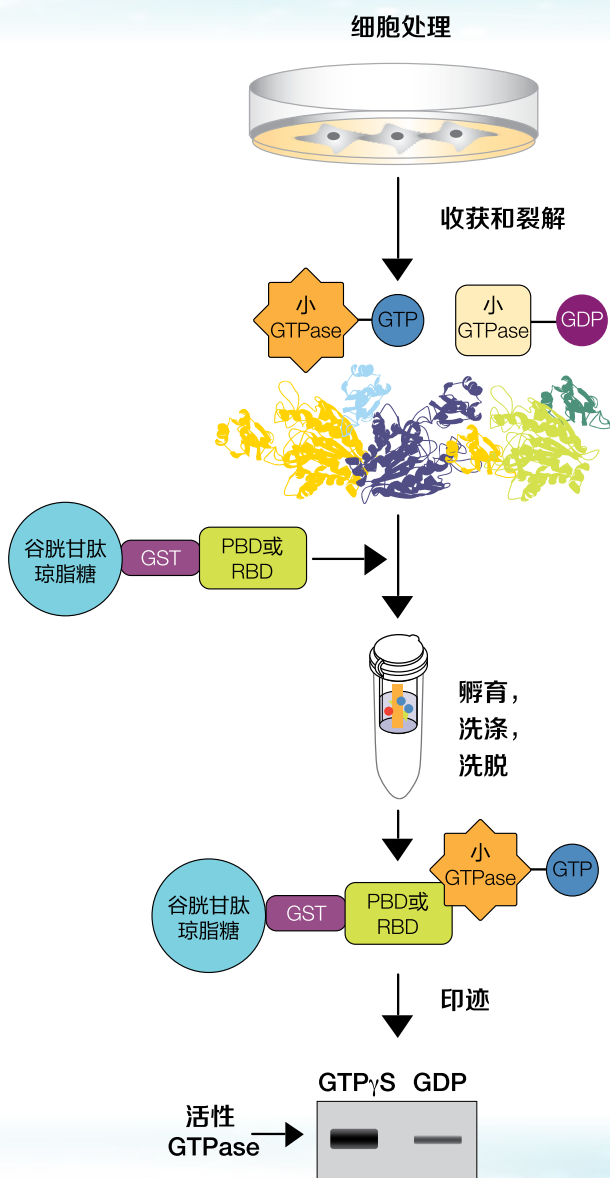 细胞处理
收获和裂解
小
GTPase
GTP
小
GTPase
GDP
谷胱甘肽
琼脂糖
GST
PBD或
RBD
孵育，
洗涤，
洗脱
小
GTPase
GTP
谷胱甘肽
琼脂糖
GST
PBD或
RBD
印迹
GTPγS GDP
活性
GTPase